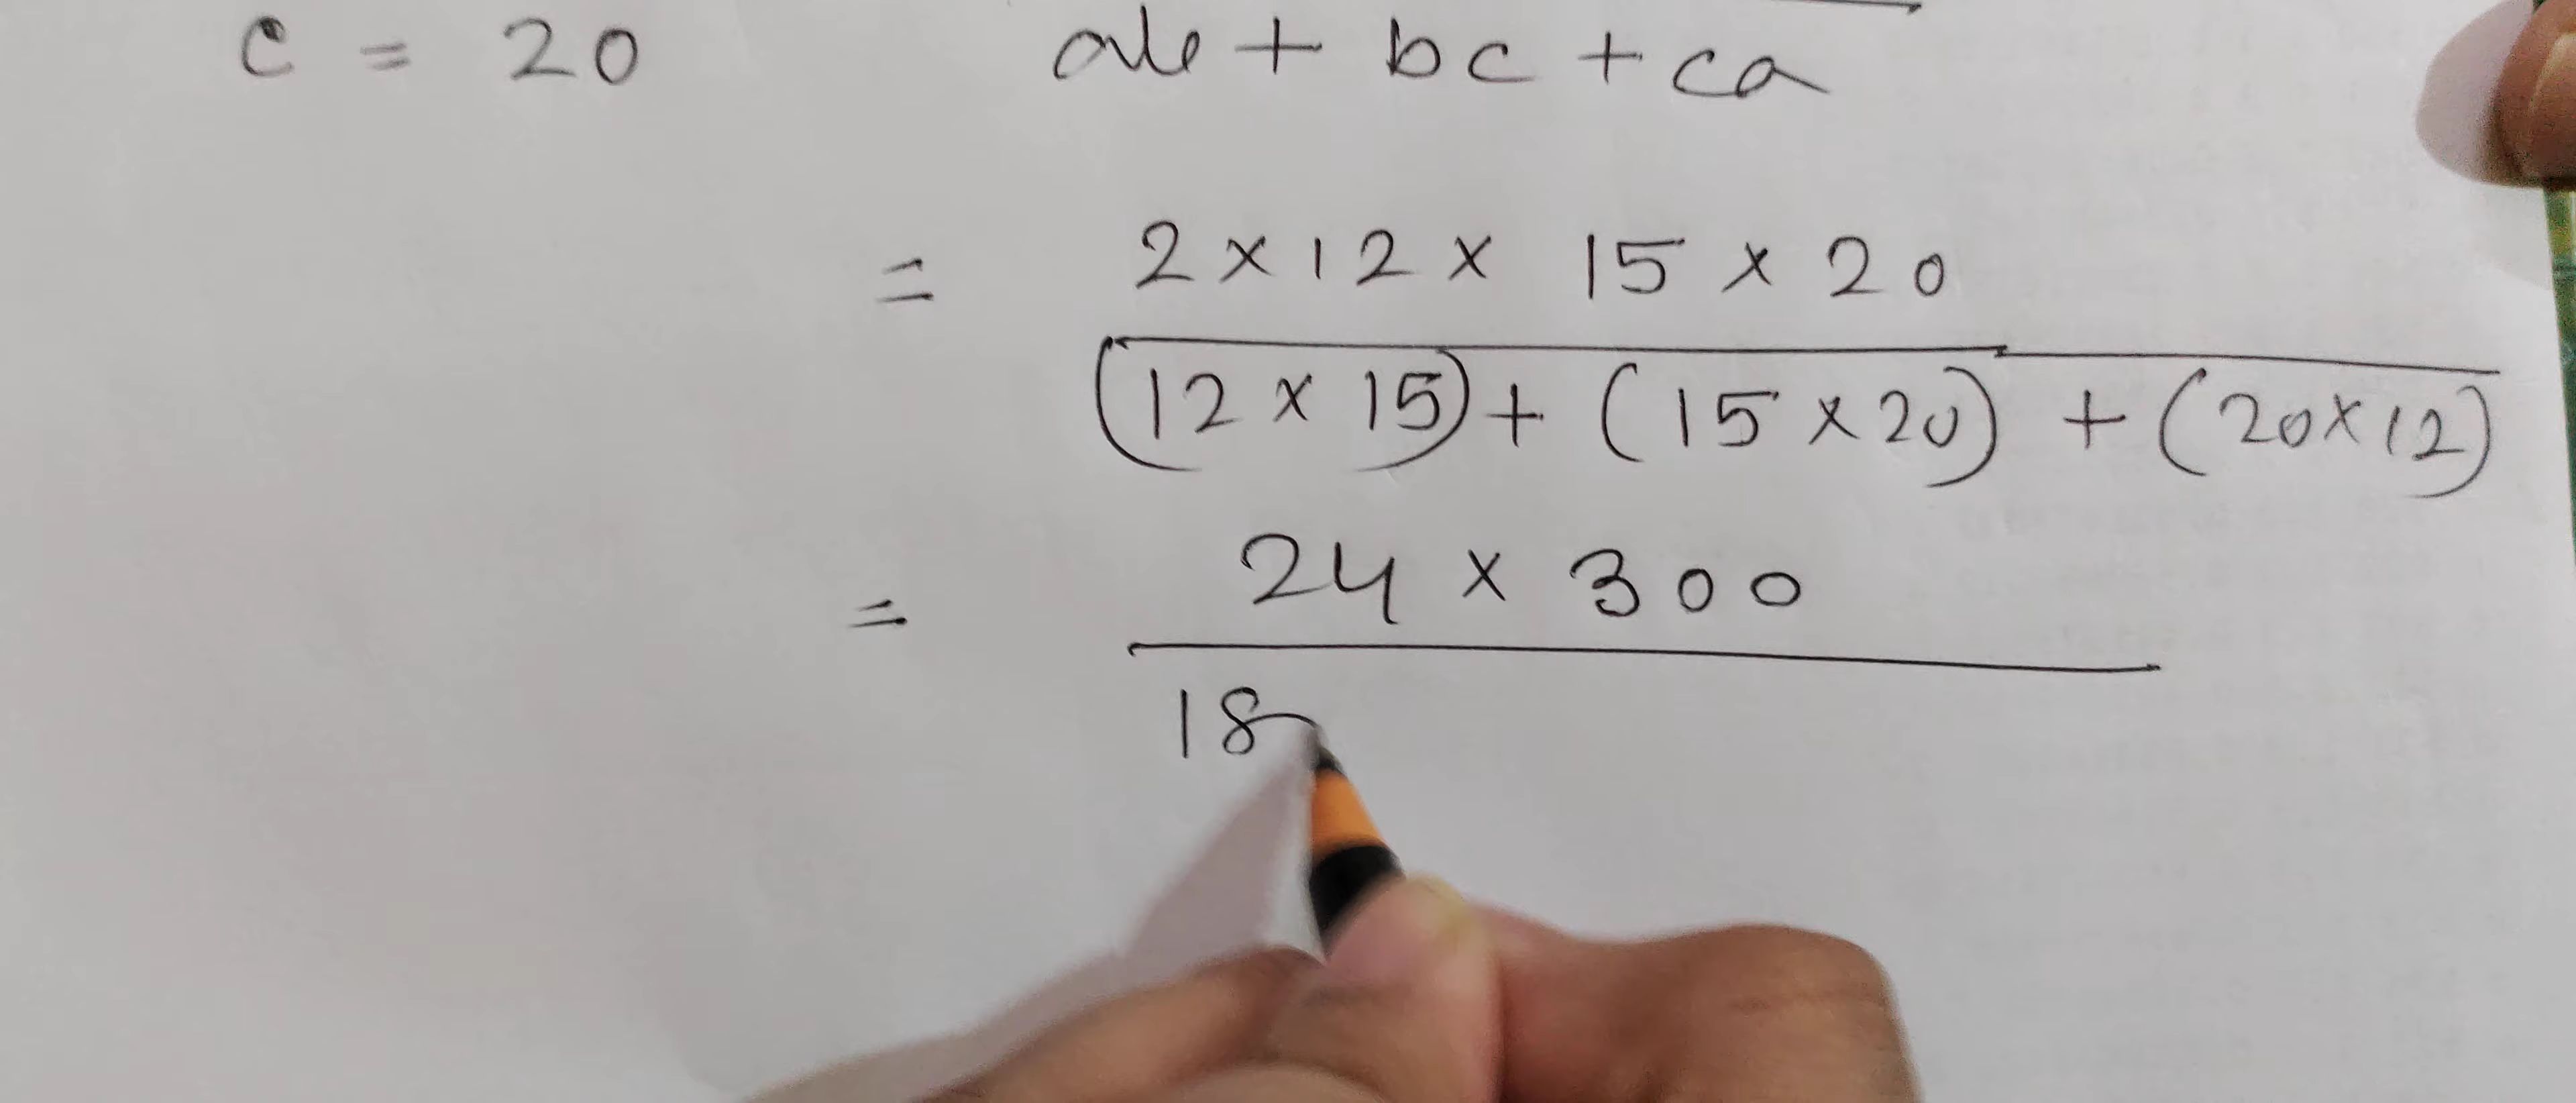 c = 20
ab + bc + ca
= 2 × 12 × 15 × 20
(12 × 15) + (15 × 20) + (20 × 12)
= 24 × 300
18